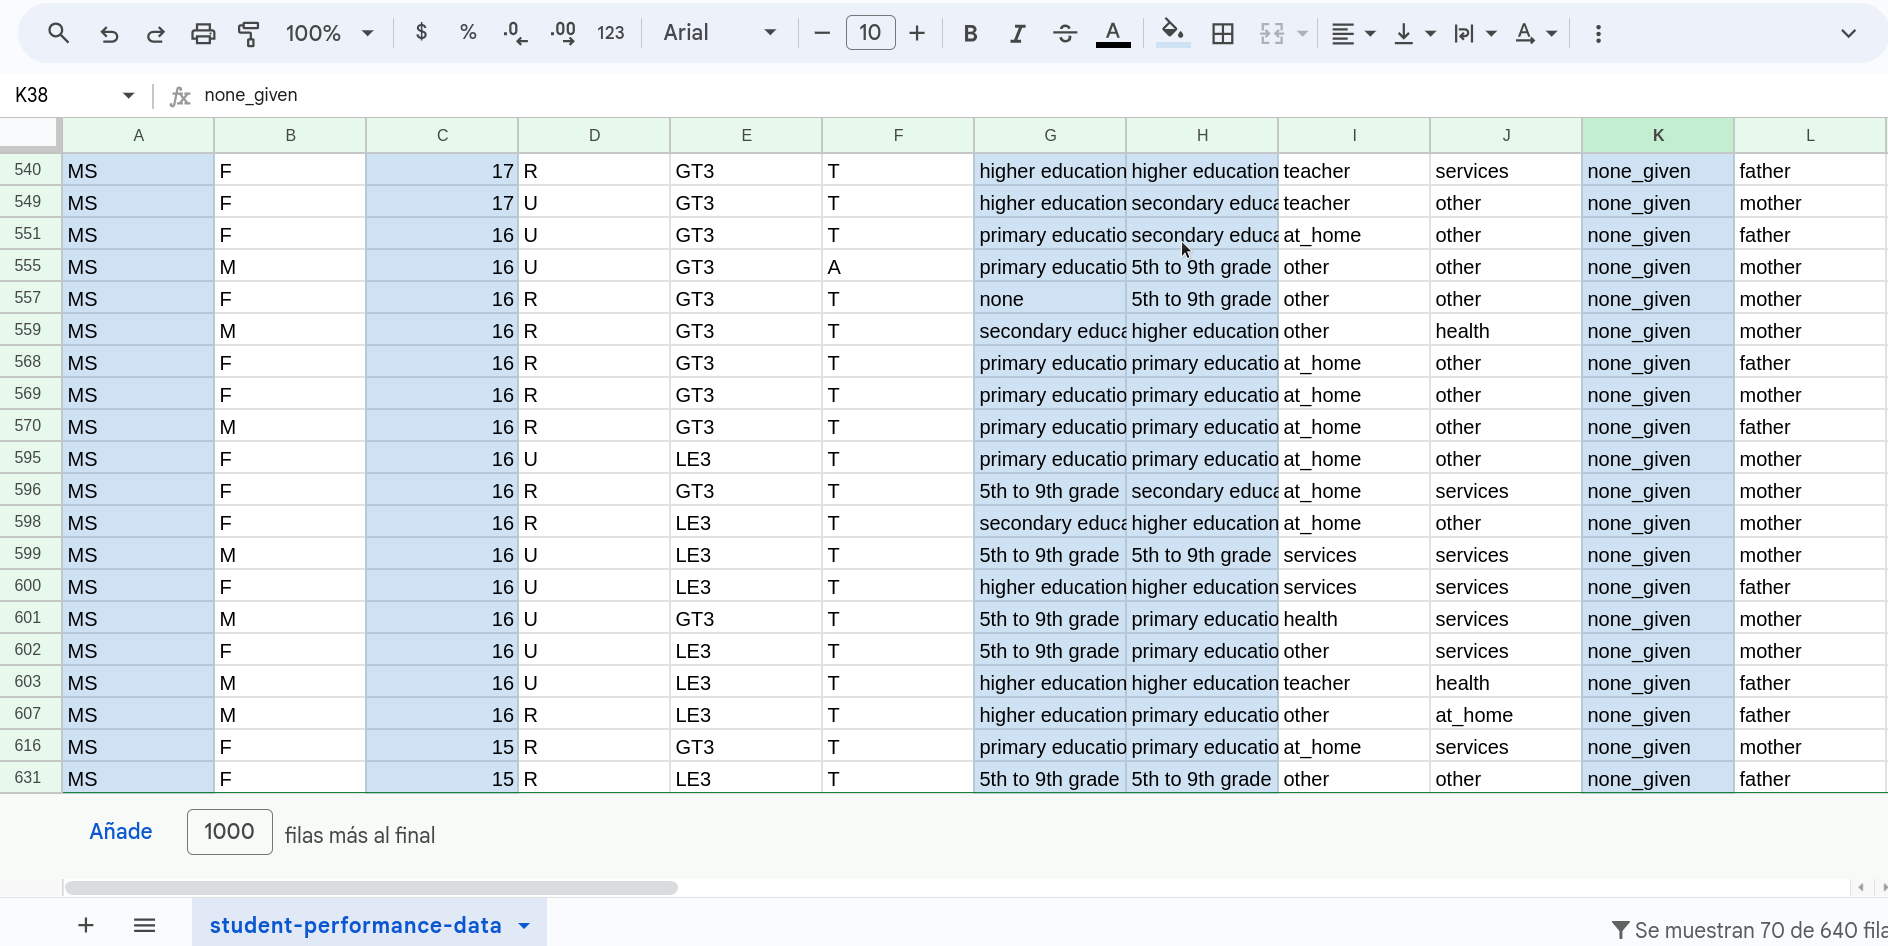 100% $ % .0 .00 123 Arial 10 B I S A A
K38 fx none_given
A B C D E F G H I J K L
540 MS F 17 R GT3 T higher education higher education teacher services none_given father
549 MS F 17 U GT3 T higher education secondary educa teacher other none_given mother
551 MS F 16 U GT3 T primary educatio secondary educa at_home other none_given father
555 MS M 16 U GT3 A primary educatio 5th to 9th grade other other none_given mother
557 MS F 16 R GT3 T none 5th to 9th grade other other none_given mother
559 MS M 16 R GT3 T secondary educa higher education other health none_given mother
568 MS F 16 R GT3 T primary educatio primary educatio at_home other none_given father
569 MS F 16 R GT3 T primary educatio primary educatio at_home other none_given mother
570 MS M 16 R GT3 T primary educatio primary educatio at_home other none_given father
595 MS F 16 U LE3 T primary educatio primary educatio at_home other none_given mother
596 MS F 16 R GT3 T 5th to 9th grade secondary educa at_home services none_given mother
598 MS F 16 R LE3 T secondary educa higher education at_home other none_given mother
599 MS M 16 U LE3 T 5th to 9th grade 5th to 9th grade services services none_given mother
600 MS F 16 U LE3 T higher education higher education services services none_given father
601 MS M 16 U GT3 T 5th to 9th grade primary educatio health services none_given mother
602 MS F 16 U LE3 T 5th to 9th grade primary educatio other services none_given mother
603 MS M 16 U LE3 T higher education higher education teacher health none_given father
607 MS M 16 R LE3 T higher education primary educatio other at_home none_given father
616 MS F 15 R GT3 T primary educatio primary educatio at_home services none_given mother
631 MS F 15 R LE3 T 5th to 9th grade 5th to 9th grade other other none_given father
Añade 1000 filas más al final
student-performance-data Se muestran 70 de 640 fila